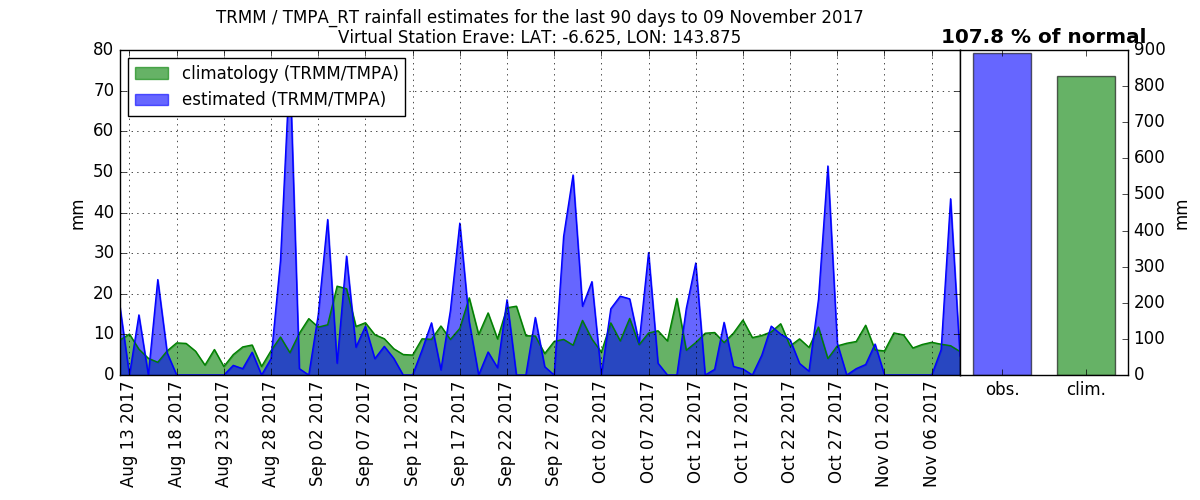 TRMM / TMPA_RT rainfall estimates for the last 90 days to 09 November 2017
Virtual Station Erave: LAT: -6.625, LON: 143.875
107.8 % of normal
climatology (TRMM/TMPA)
estimated (TRMM/TMPA)
80
70
60
50
40
30
20
10
0
mm
Aug 13 2017
Aug 18 2017
Aug 23 2017
Aug 28 2017
Sep 02 2017
Sep 07 2017
Sep 12 2017
Sep 17 2017
Sep 22 2017
Sep 27 2017
Oct 02 2017
Oct 07 2017
Oct 12 2017
Oct 17 2017
Oct 22 2017
Oct 27 2017
Nov 01 2017
Nov 06 2017
obs.
clim.
900
800
700
600
500
400
300
200
100
0
mm